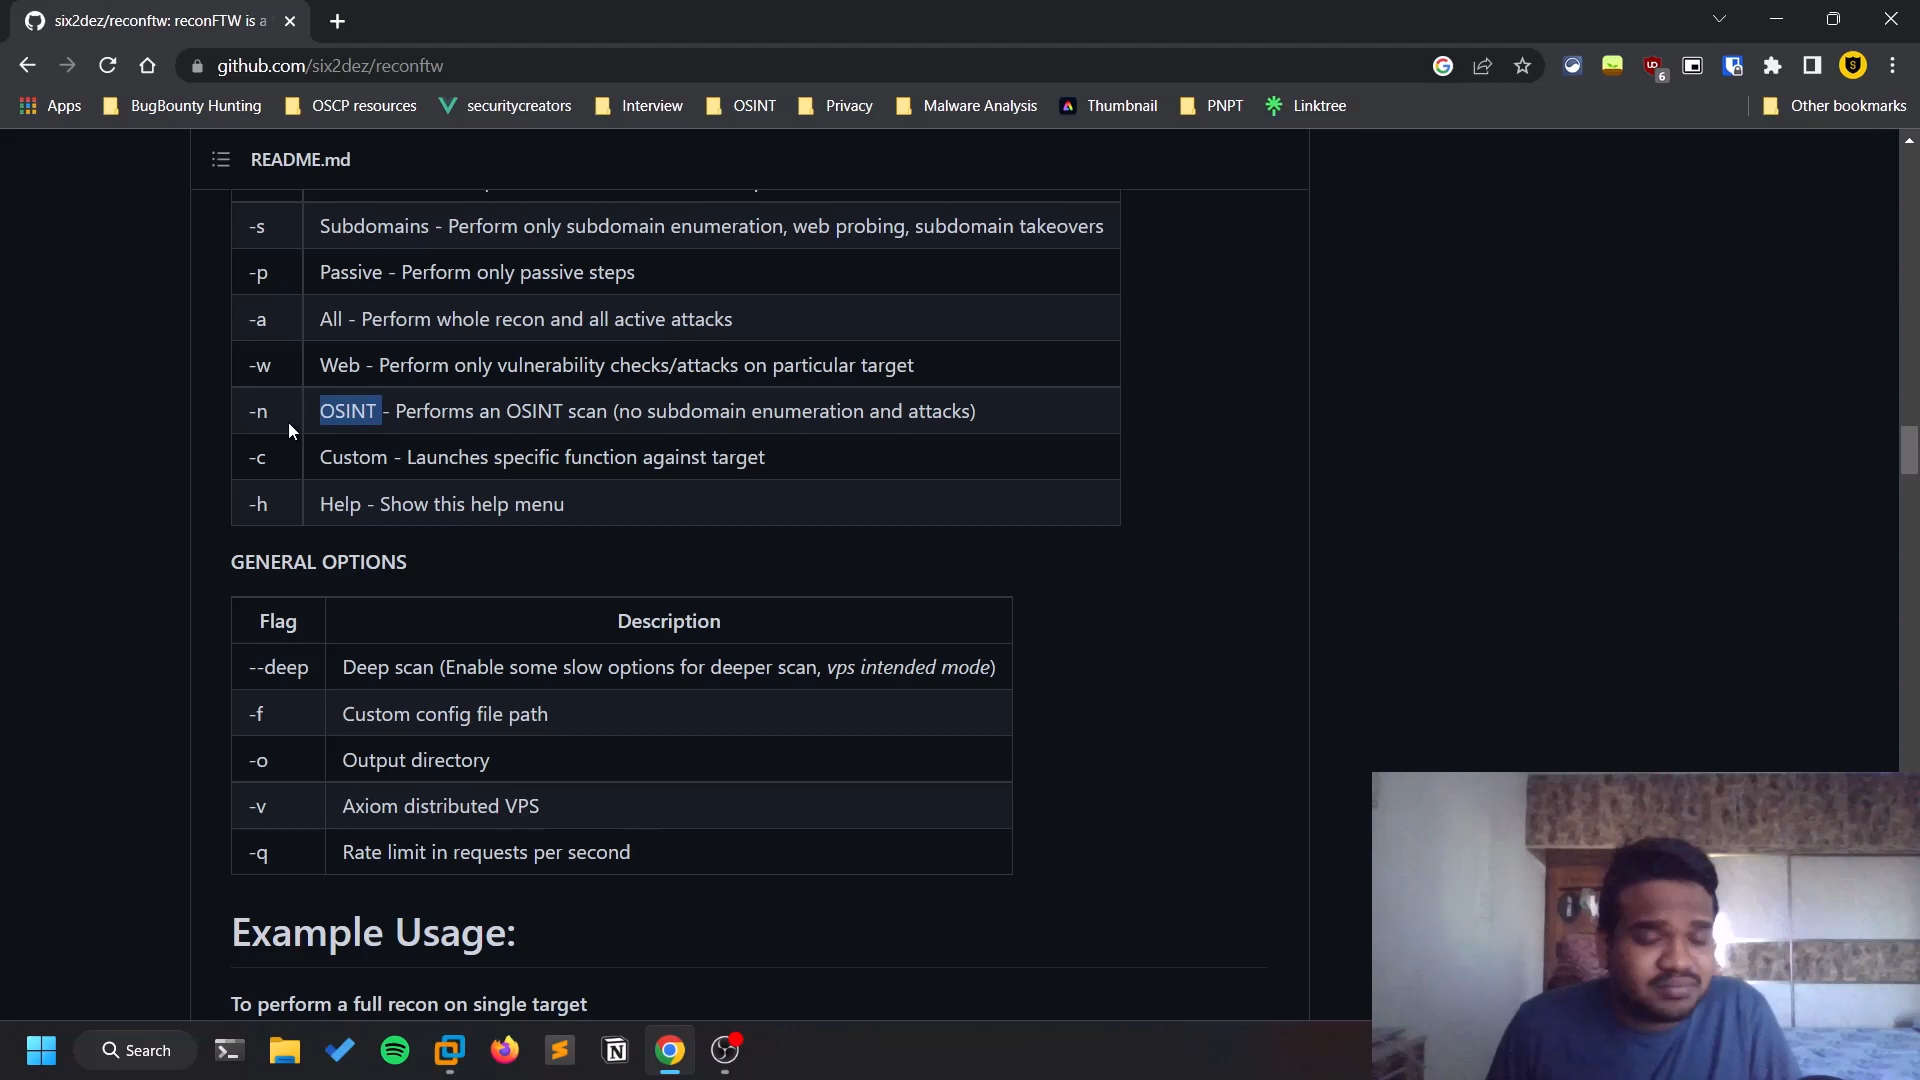 six2dez/reconftw: reconFTW is a
github.com/six2dez/reconftw
6
Apps
BugBounty Hunting
OSCP resources
securitycreators
Interview
OSINT
Privacy
Malware Analysis
Thumbnail
PNPT
Linktree
Other bookmarks
README.md
-s Subdomains - Perform only subdomain enumeration, web probing, subdomain takeovers
-p Passive - Perform only passive steps
-a All - Perform whole recon and all active attacks
-w Web - Perform only vulnerability checks/attacks on particular target
-n OSINT - Performs an OSINT scan (no subdomain enumeration and attacks)
-c Custom - Launches specific function against target
-h Help - Show this help menu
GENERAL OPTIONS
Flag Description
--deep Deep scan (Enable some slow options for deeper scan, vps intended mode)
-f Custom config file path
-o Output directory
-v Axiom distributed VPS
-q Rate limit in requests per second
Example Usage:
To perform a full recon on single target
Search